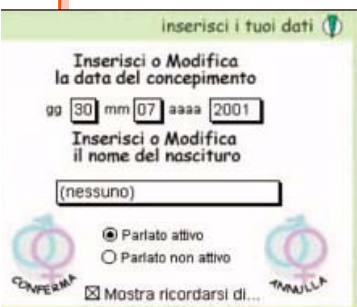 inserisci i tuoi dati
Inserisci o Modifica
la data del concepimento
gg 30 mm 07 aaaa 2001
Inserisci o Modifica
il nome del nascituro
(nessuno)
Parlato attivo
Parlato non attivo
CONFERMA
ANNULLA
Mostra ricordarsi di...